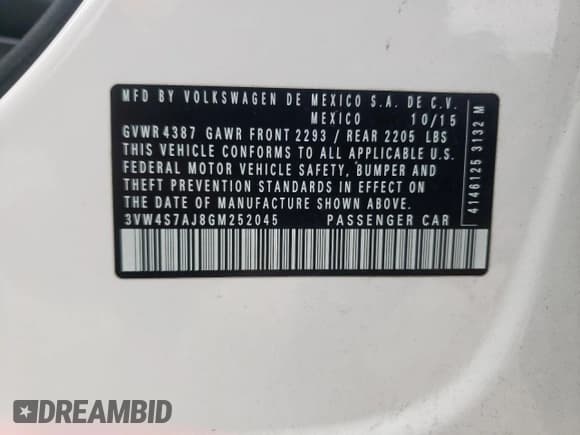 MFD BY VOLKSWAGEN DE MEXICO S.A. DE C.V.
MEXICO 10/15
GVWR 4387 GAWR FRONT 2293 / REAR 2205 LBS
THIS VEHICLE CONFORMS TO ALL APPLICABLE U.S.
FEDERAL MOTOR VEHICLE SAFETY, BUMPER AND
THEFT PREVENTION STANDARDS IN EFFECT ON
THE DATE OF MANUFACTURE SHOWN ABOVE.
3VW4S7AJ8GM252045 PASSENGER CAR
4146125 3132 M
DREAMBID